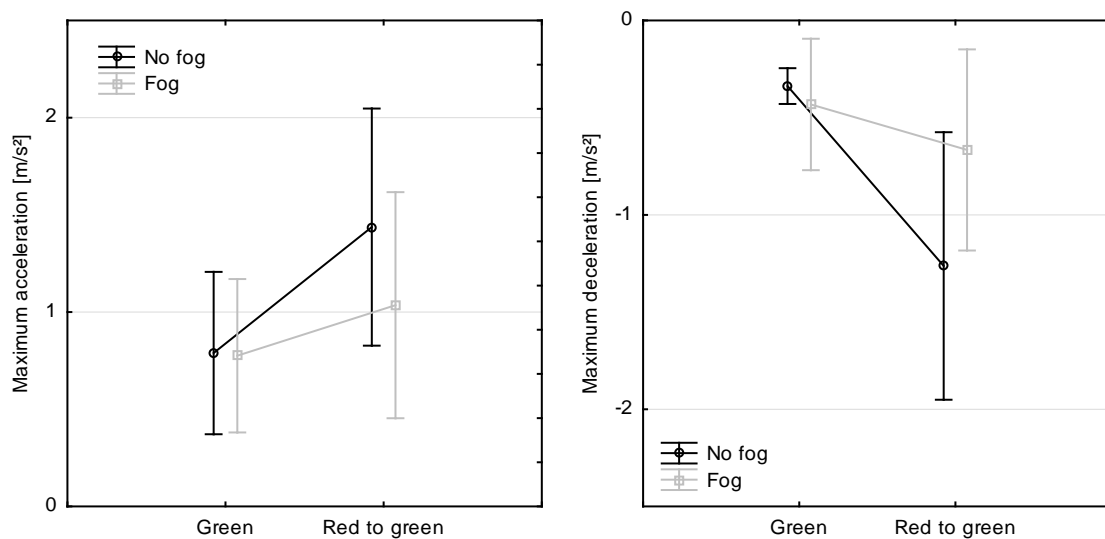 Maximum acceleration [m/s²]
2
1
0
No fog
Fog
Green
Red to green
Maximum deceleration [m/s²]
0
-1
-2
No fog
Fog
Green
Red to green